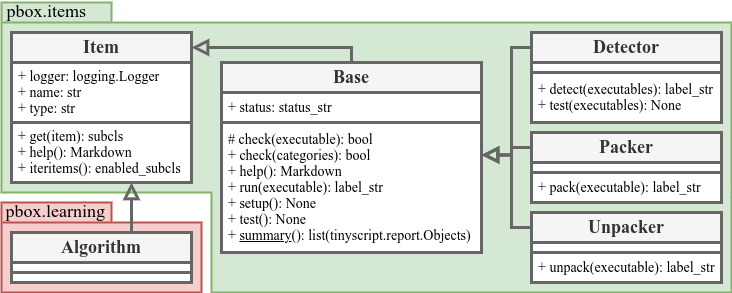 pbox.items
Item
+ logger: logging.Logger
+ name: str
+ type: str
+ get(item): subcls
+ help(): Markdown
+ iteritems(): enabled_subcls
pbox.learning
Algorithm
Base
+ status: status_str
# check(executable): bool
+ check(categories): bool
+ help(): Markdown
+ run(executable): label_str
+ setup(): None
+ test(): None
+ summary(): list(tinyscript.report.Objects)
Detector
+ detect(executables): label_str
+ test(executables): None
Packer
+ pack(executable): label_str
Unpacker
+ unpack(executable): label_str